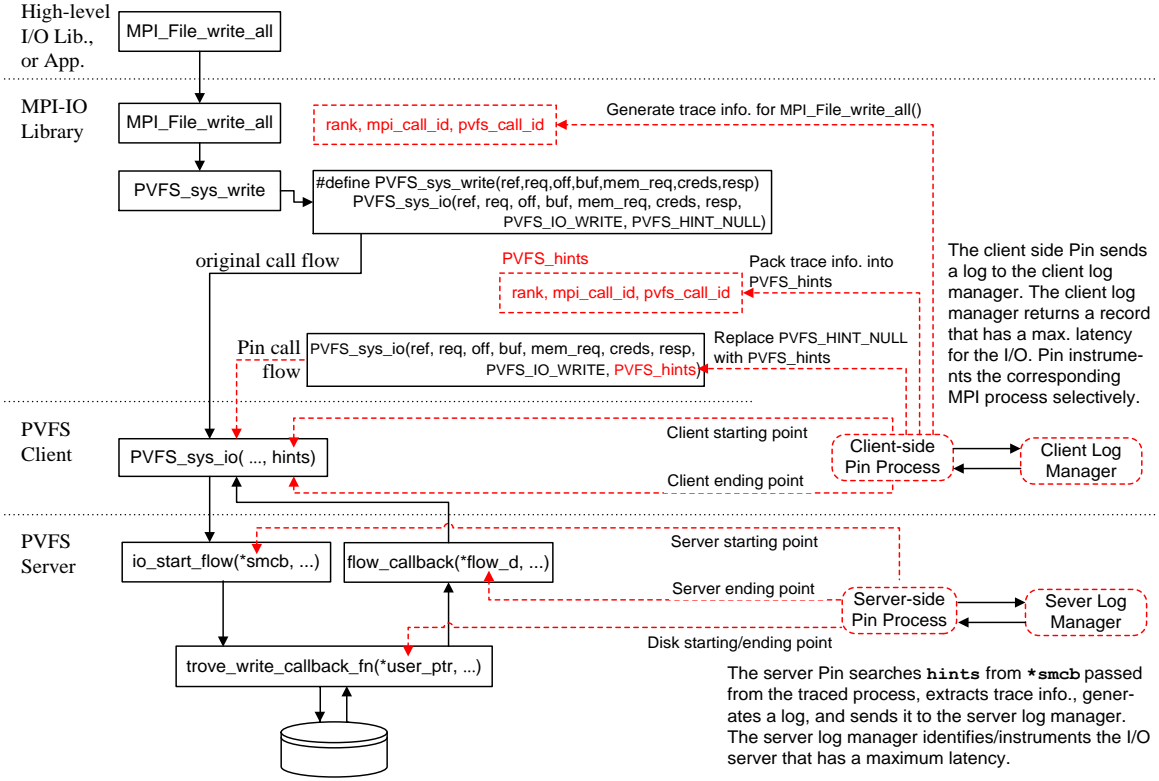 High-level
I/O Lib.,
or App.
MPI_File_write_all
MPI-IO
Library
MPI_File_write_all
rank, mpi_call_id, pvfs_call_id
Generate trace info. for MPI_File_write_all()
PVFS_sys_write
#define PVFS_sys_write(ref,req,off,buf,mem_req,creds,resp)
PVFS_sys_io(ref, req, off, buf, mem_req, creds, resp,
PVFS_IO_WRITE, PVFS_HINT_NULL)
original call flow
PVFS_hints
rank, mpi_call_id, pvfs_call_id
Pack trace info. into
PVFS_hints
The client side Pin sends
a log to the client log
manager. The client log
manager returns a record
that has a max. latency
for the I/O. Pin instrume-
nts the corresponding
MPI process selectively.
Pin call
flow
PVFS_sys_io(ref, req, off, buf, mem_req, creds, resp,
PVFS_IO_WRITE, PVFS_hints)
Replace PVFS_HINT_NULL
with PVFS_hints
PVFS
Client
PVFS_sys_io( ..., hints)
Client starting point
Client ending point
Client-side
Pin Process
Client Log
Manager
PVFS
Server
io_start_flow(*smcb, ...)
flow_callback(*flow_d, ...)
Server starting point
Server ending point
Disk starting/ending point
Server-side
Pin Process
Sever Log
Manager
trove_write_callback_fn(*user_ptr, ...)
The server Pin searches hints from *smcb passed
from the traced process, extracts trace info., gener-
ates a log, and sends it to the server log manager.
The server log manager identifies/instruments the I/O
server that has a maximum latency.